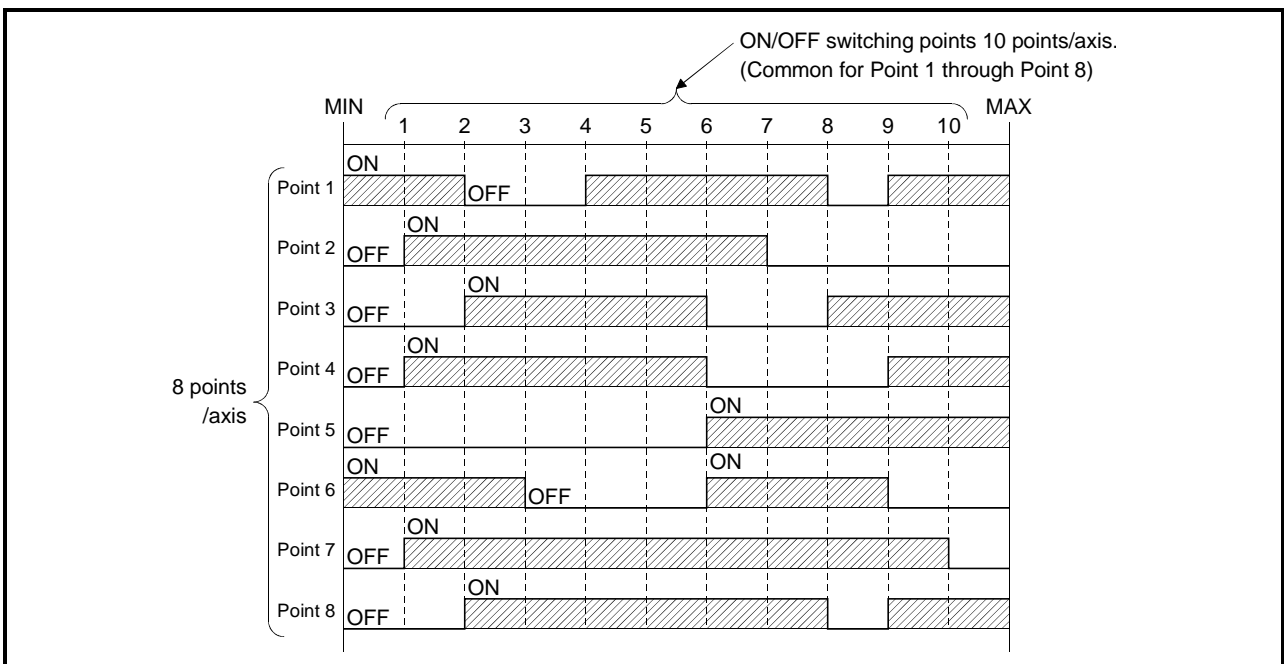 ON/OFF switching points 10 points/axis.
(Common for Point 1 through Point 8)
MIN
MAX
1 2 3 4 5 6 7 8 9 10
ON
Point 1
OFF
ON
Point 2
OFF
ON
Point 3
OFF
ON
Point 4
OFF
8 points
/axis
ON
Point 5
OFF
ON
ON
Point 6
OFF
ON
Point 7
OFF
ON
Point 8
OFF